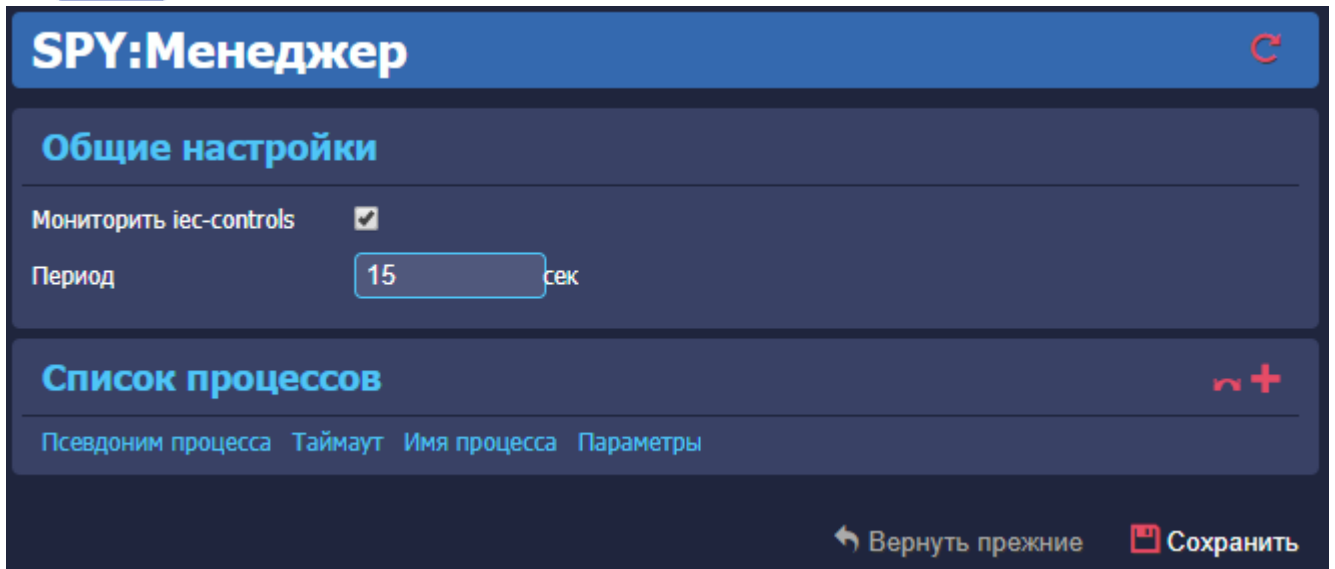 SPY:Менеджер
Общие настройки
Мониторить iec-controls
Период 15 сек
Список процессов
Псевдоним процесса Таймаут Имя процесса Параметры
Вернуть прежние Сохранить